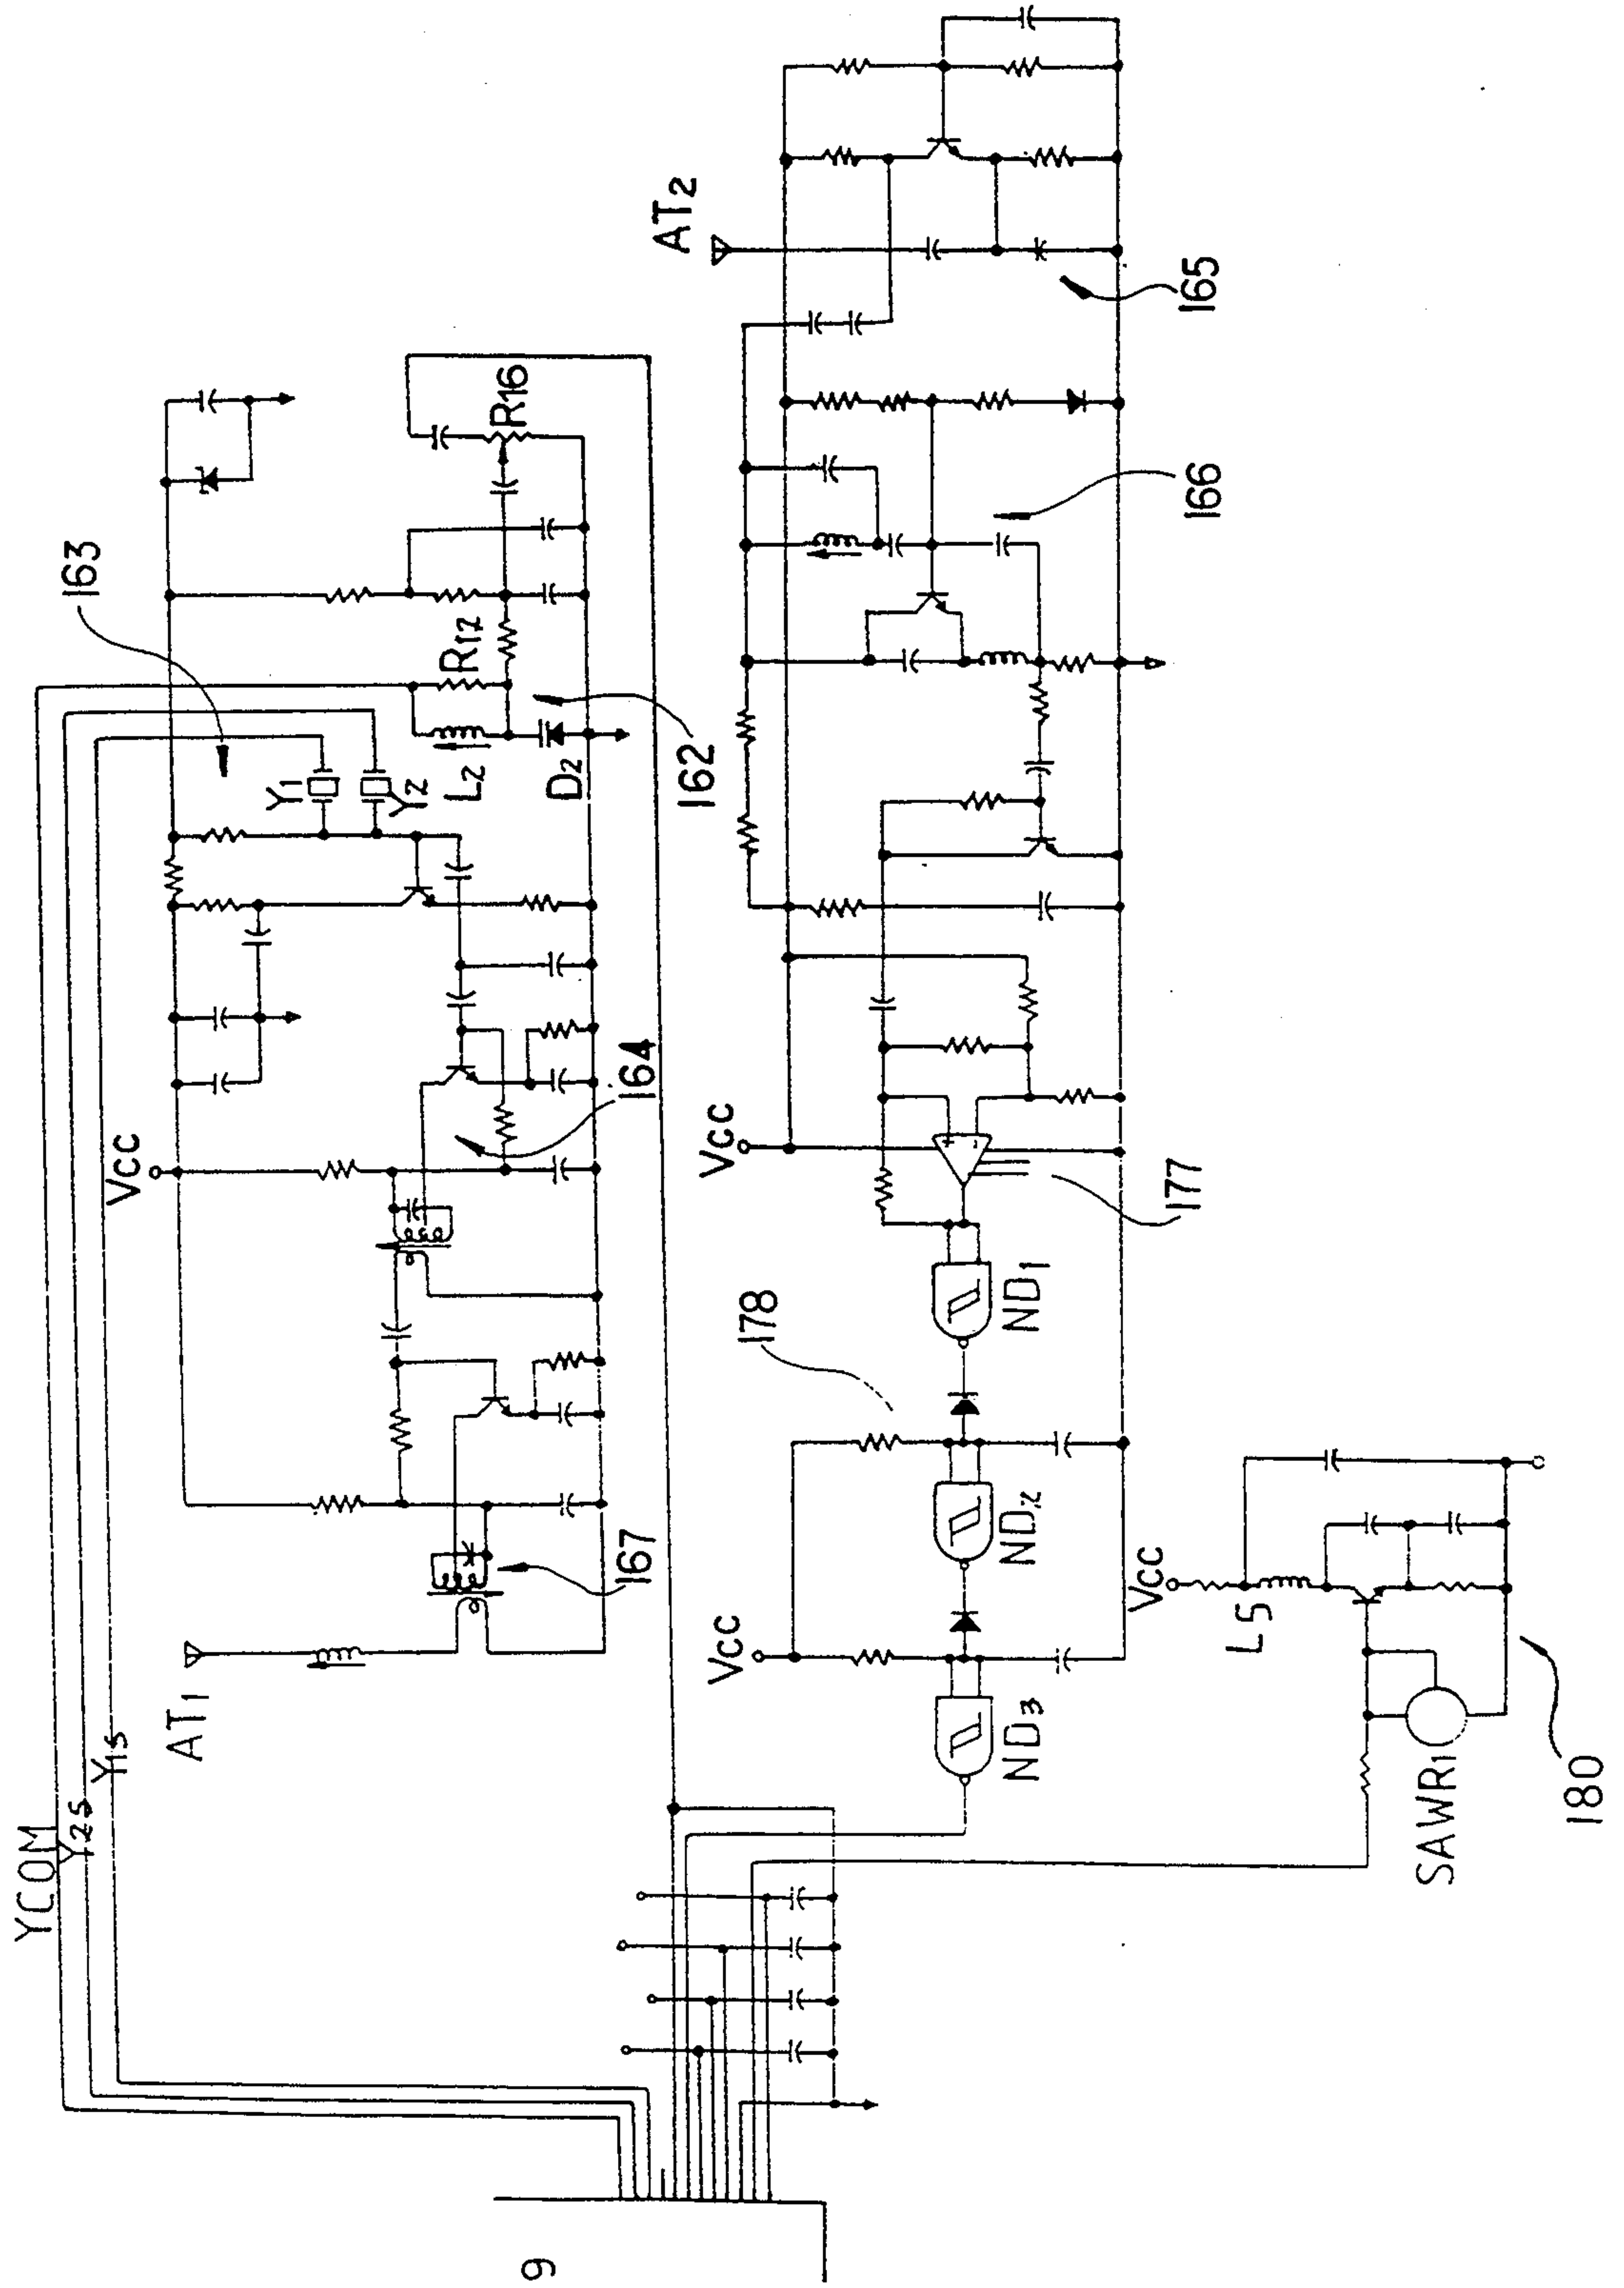 YCOM
Y2S
Y1S
AT1
167
Vcc
164
163
Y1
Y2
L2
R12
D2
162
R16
AT2
165
166
Vcc
177
ND1
178
ND2
Vcc
ND3
Vcc
L5
SAWR1
180
9